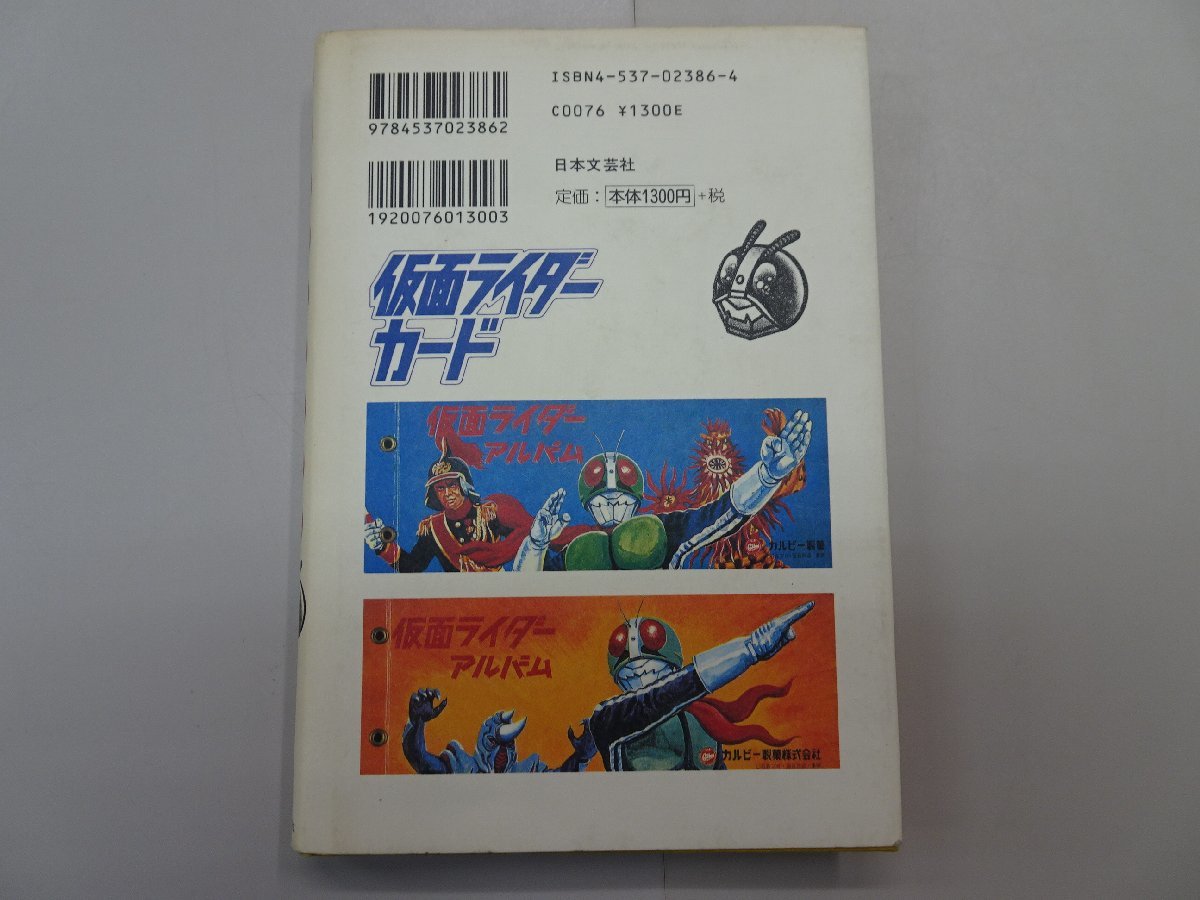 ISBN4-537-02386-4
C0076 ¥1300E
9784537023862
日本文芸社
定価：本体1300円+税
1920076013003
仮面ライダー
カード
仮面ライダー
アルバム
カルビー製菓
仮面ライダー
アルバム
カルビー製菓株式会社